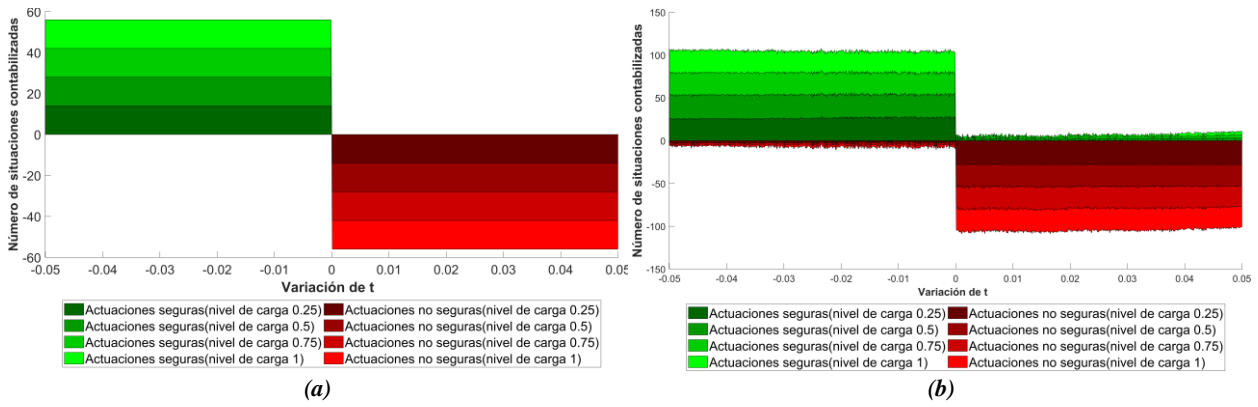 60
40
20
0
-20
-40
-60
Número de situaciones contabilizadas
-0.05 -0.04 -0.03 -0.02 -0.01 0 0.01 0.02 0.03 0.04 0.05
Variación de t
Actuaciones seguras(nivel de carga 0.25) Actuaciones no seguras(nivel de carga 0.25)
Actuaciones seguras(nivel de carga 0.5) Actuaciones no seguras(nivel de carga 0.5)
Actuaciones seguras(nivel de carga 0.75) Actuaciones no seguras(nivel de carga 0.75)
Actuaciones seguras(nivel de carga 1) Actuaciones no seguras(nivel de carga 1)
(a)
150
100
50
0
-50
-100
-150
Número de situaciones contabilizadas
-0.05 -0.04 -0.03 -0.02 -0.01 0 0.01 0.02 0.03 0.04 0.05
Variación de t
Actuaciones seguras(nivel de carga 0.25) Actuaciones no seguras(nivel de carga 0.25)
Actuaciones seguras(nivel de carga 0.5) Actuaciones no seguras(nivel de carga 0.5)
Actuaciones seguras(nivel de carga 0.75) Actuaciones no seguras(nivel de carga 0.75)
Actuaciones seguras(nivel de carga 1) Actuaciones no seguras(nivel de carga 1)
(b)